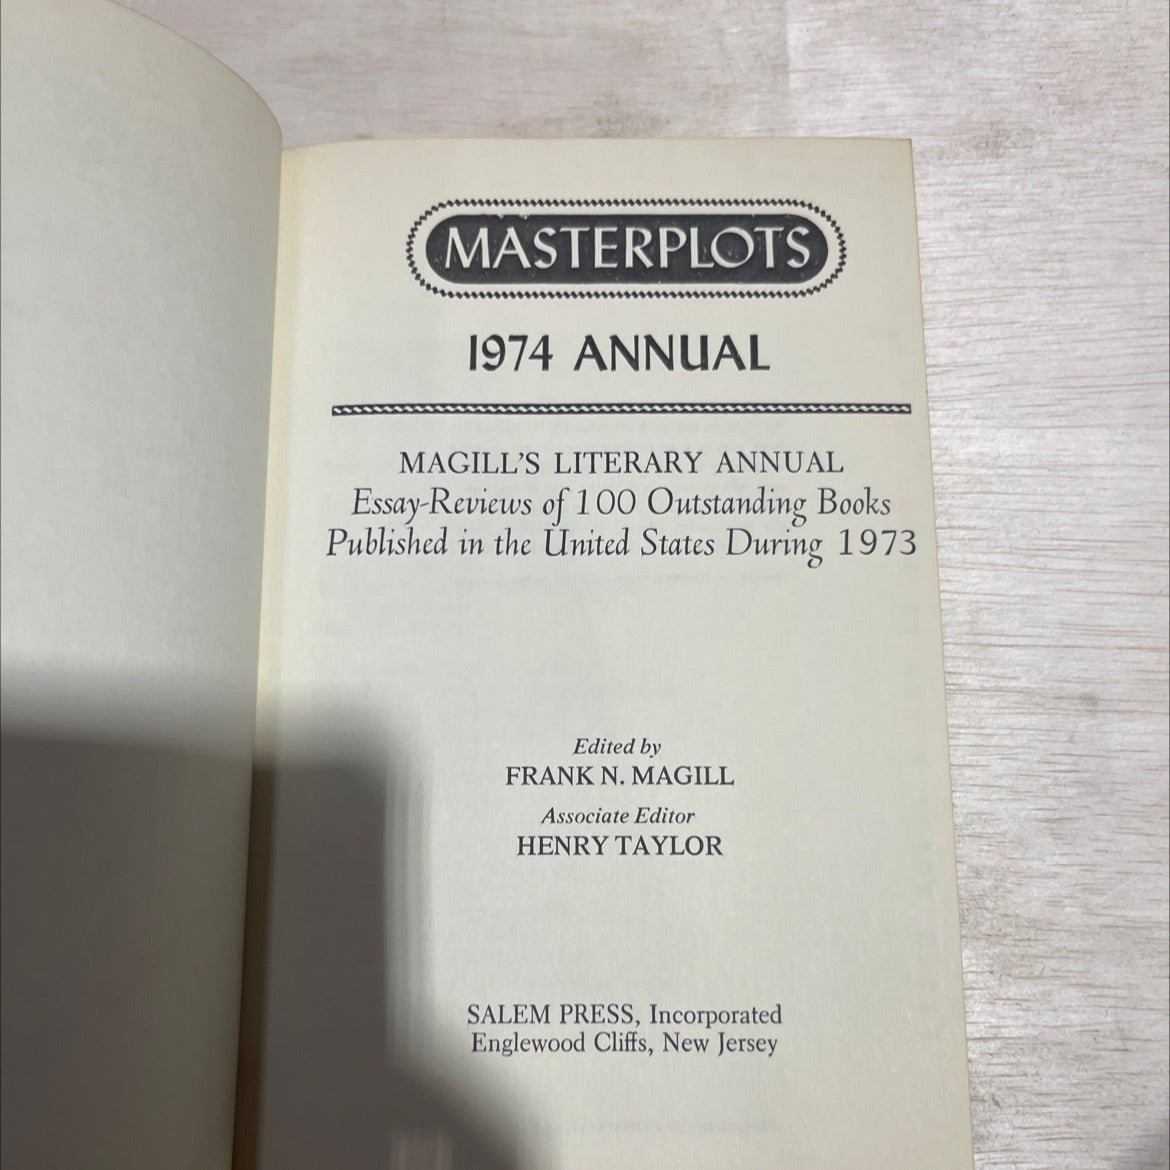 MASTERPLOTS
1974 ANNUAL
MAGILL'S LITERARY ANNUAL
Essay-Reviews of 100 Outstanding Books
Published in the United States During 1973
Edited by
FRANK N. MAGILL
Associate Editor
HENRY TAYLOR
SALEM PRESS, Incorporated
Englewood Cliffs, New Jersey